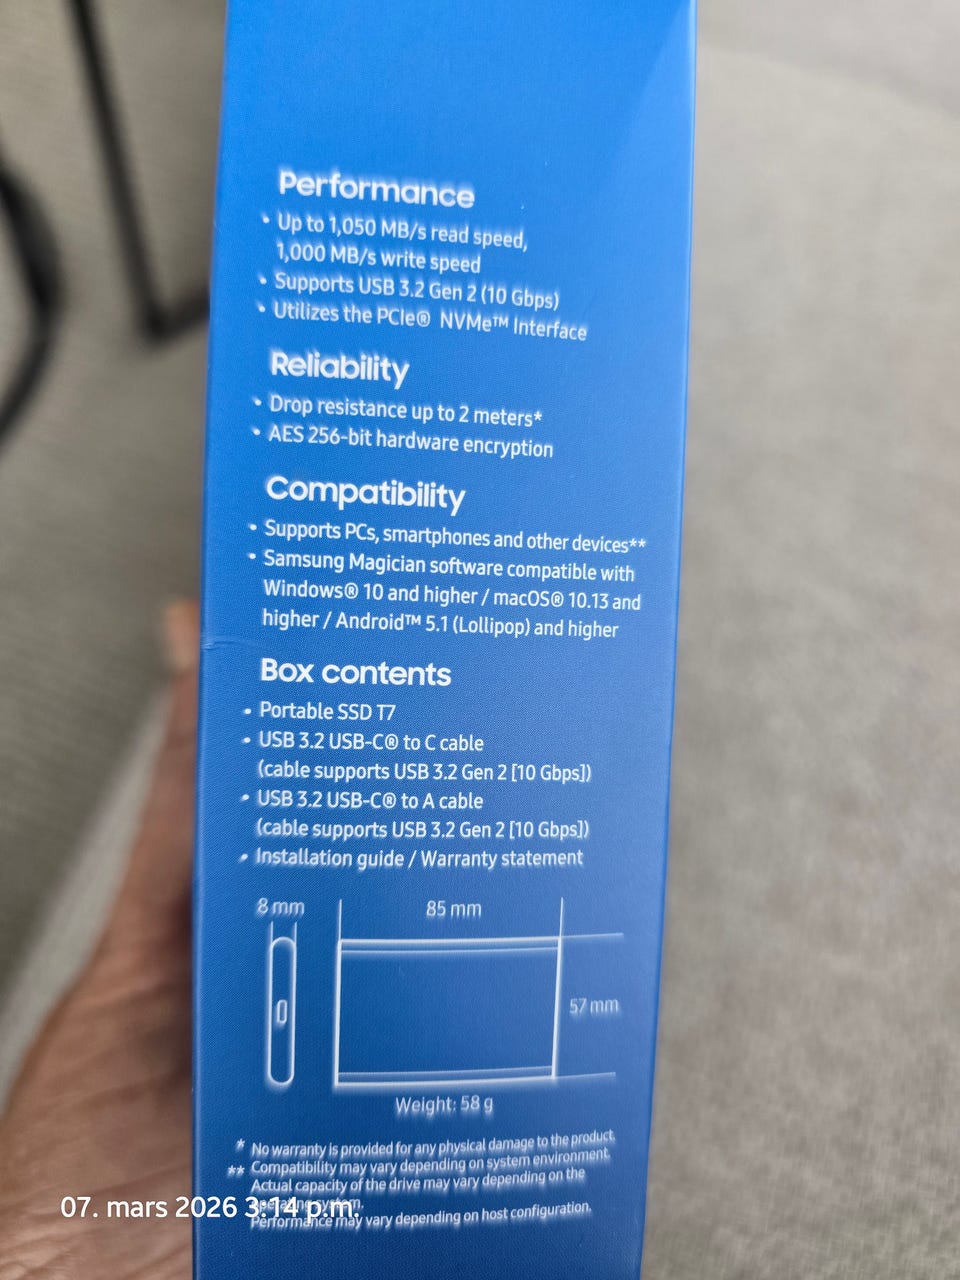 Performance
• Up to 1,050 MB/s read speed,
1,000 MB/s write speed
• Supports USB 3.2 Gen 2 (10 Gbps)
• Utilizes the PCIe® NVMe™ Interface
Reliability
• Drop resistance up to 2 meters*
• AES 256-bit hardware encryption
Compatibility
• Supports PCs, smartphones and other devices**
• Samsung Magician software compatible with
Windows® 10 and higher / macOS® 10.13 and
higher / Android™ 5.1 (Lollipop) and higher
Box contents
• Portable SSD T7
• USB 3.2 USB-C® to C cable
(cable supports USB 3.2 Gen 2 [10 Gbps])
• USB 3.2 USB-C® to A cable
(cable supports USB 3.2 Gen 2 [10 Gbps])
• Installation guide / Warranty statement
8 mm
85 mm
57 mm
Weight: 58 g
* No warranty is provided for any physical damage to the product.
** Compatibility may vary depending on system environment.
Actual capacity of the drive may vary depending on the
operating system.
Performance may vary depending on host configuration.
07. mars 2026 3:14 p.m.